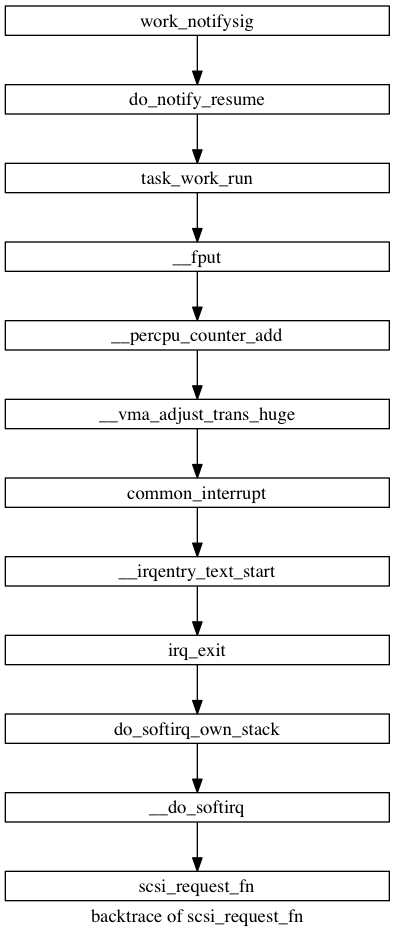 work_notifysig
do_notify_resume
task_work_run
__fput
__percpu_counter_add
__vma_adjust_trans_huge
common_interrupt
__irqentry_text_start
irq_exit
do_softirq_own_stack
__do_softirq
scsi_request_fn
backtrace of scsi_request_fn